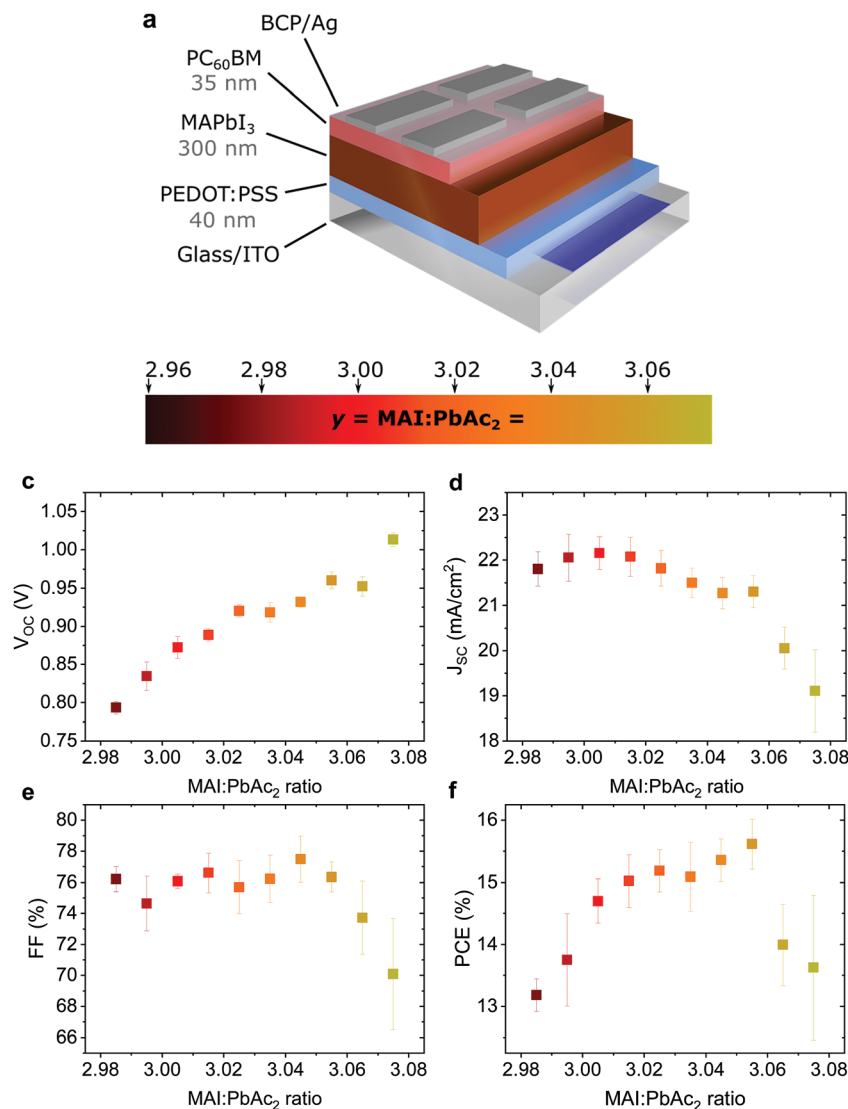 a
BCP/Ag
PC₆₀BM
35 nm
MAPbI₃
300 nm
PEDOT:PSS
40 nm
Glass/ITO
2.96 2.98 3.00 3.02 3.04 3.06
y = MAI:PbAc₂ =
c
1.05
1.00
0.95
0.90
0.85
0.80
0.75
V_OC (V)
2.98 3.00 3.02 3.04 3.06 3.08
MAI:PbAc₂ ratio
d
23
22
21
20
19
18
J_SC (mA/cm²)
2.98 3.00 3.02 3.04 3.06 3.08
MAI:PbAc₂ ratio
e
80
78
76
74
72
70
68
66
FF (%)
2.98 3.00 3.02 3.04 3.06 3.08
MAI:PbAc₂ ratio
f
16
15
14
13
PCE (%)
2.98 3.00 3.02 3.04 3.06 3.08
MAI:PbAc₂ ratio